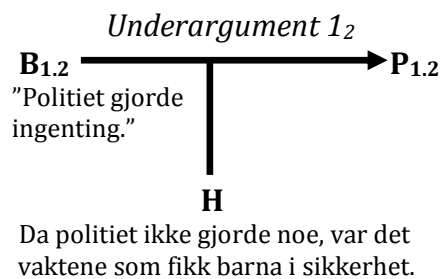 Underargument 1₂
B₁.₂ P₁.₂
”Politiet gjorde
ingenting.”
H
Da politiet ikke gjorde noe, var det
vaktene som fikk barna i sikkerhet.